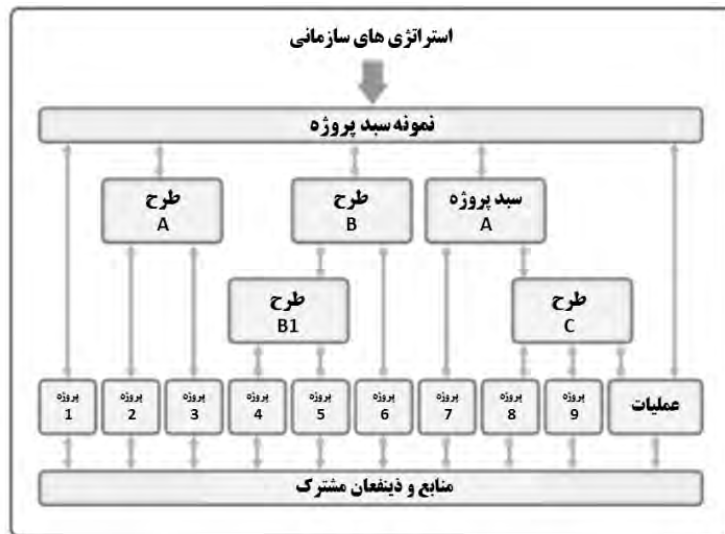 استراتژی های سازمانی
نمونه سبد پروژه
طرح
A
طرح
B
سبد پروژه
A
طرح
B1
طرح
C
پروژه
1
پروژه
2
پروژه
3
پروژه
4
پروژه
5
پروژه
6
پروژه
7
پروژه
8
پروژه
9
عملیات
منابع و ذینفعان مشترک